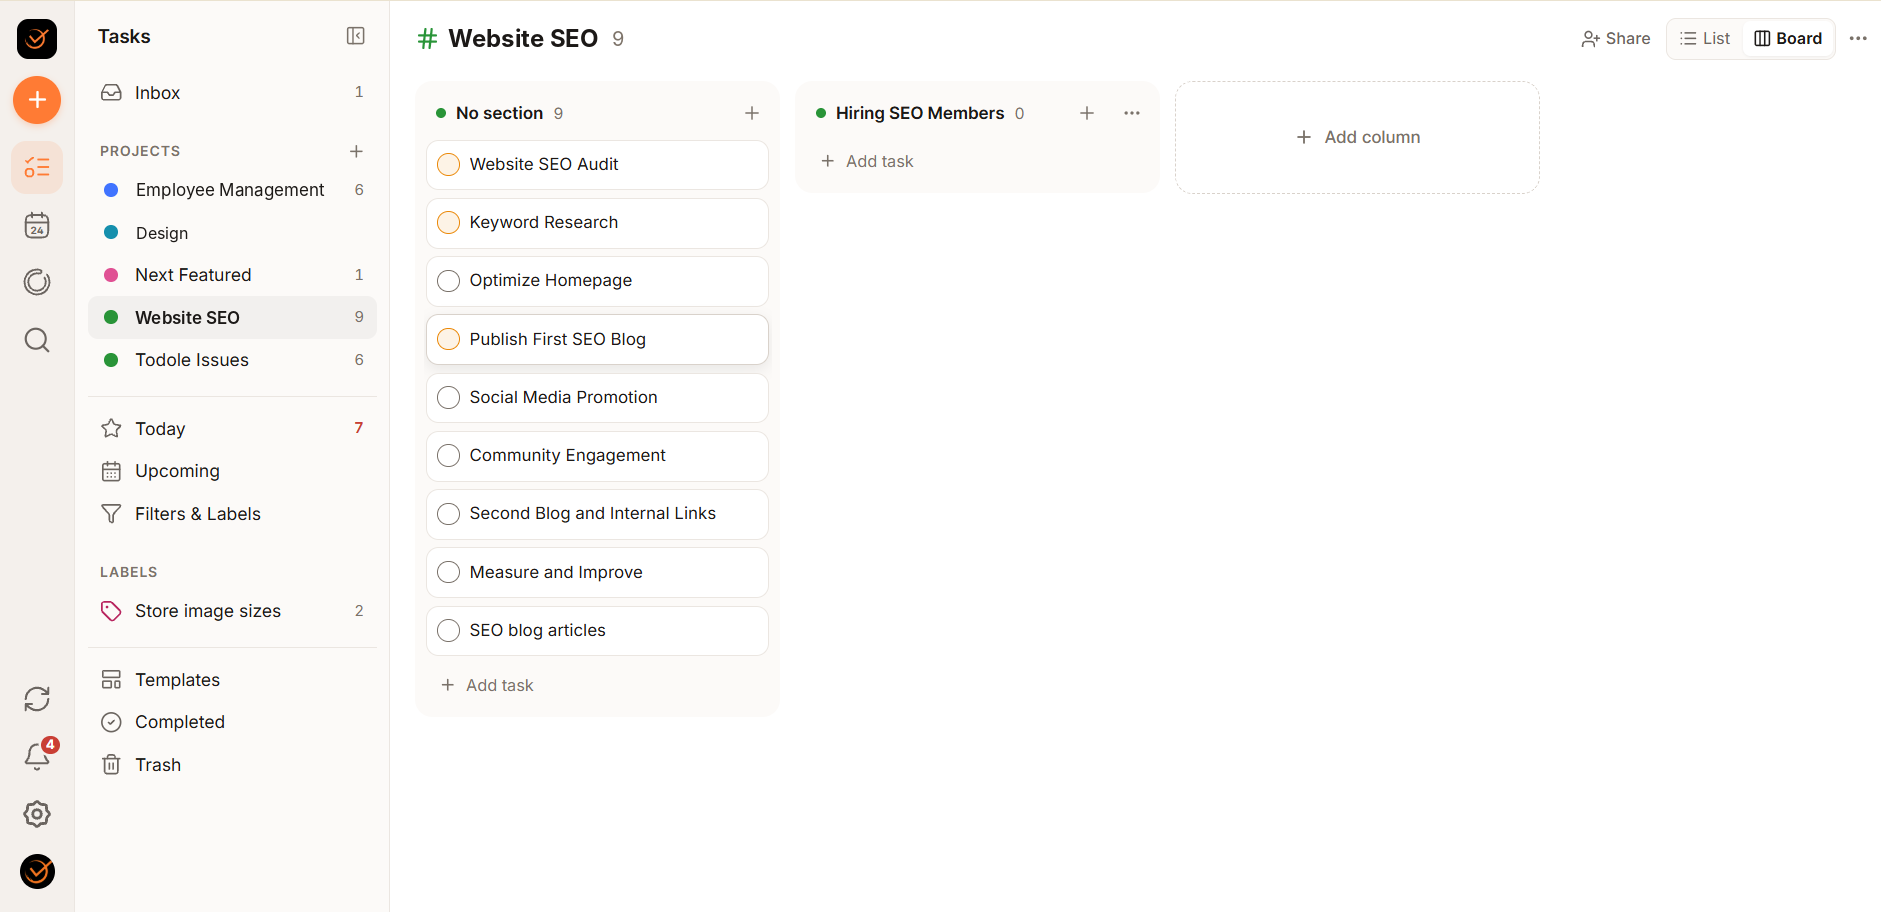 Tasks
Inbox 1
PROJECTS
Employee Management 6
Design
Next Featured 1
Website SEO 9
Todole Issues 6
Today 7
Upcoming
Filters & Labels
LABELS
Store image sizes 2
Templates
Completed
Trash
24
4
# Website SEO 9
Share
List
Board
No section 9
Website SEO Audit
Keyword Research
Optimize Homepage
Publish First SEO Blog
Social Media Promotion
Community Engagement
Second Blog and Internal Links
Measure and Improve
SEO blog articles
+ Add task
Hiring SEO Members 0
+ Add task
+ Add column